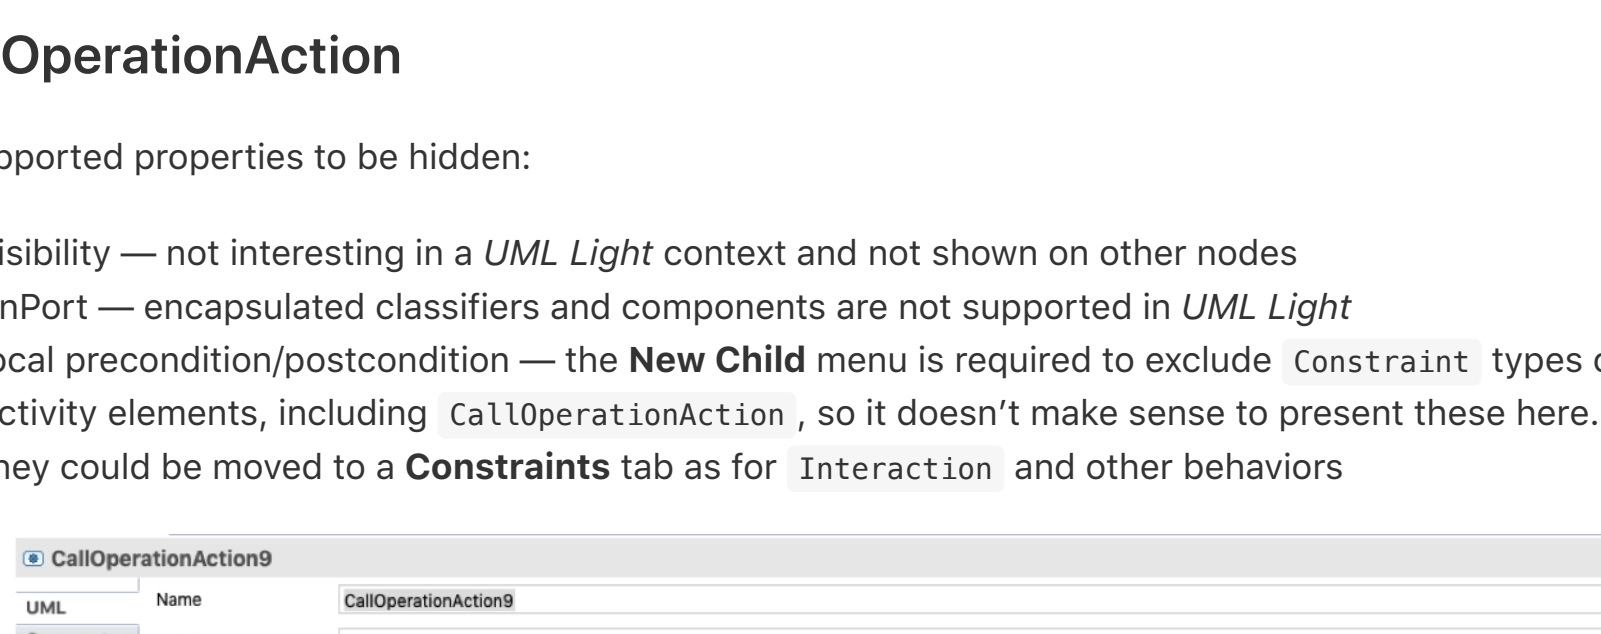 OperationAction
pported properties to be hidden:
isibility — not interesting in a UML Light context and not shown on other nodes
nPort — encapsulated classifiers and components are not supported in UML Light
ocal precondition/postcondition — the New Child menu is required to exclude Constraint types
ctivity elements, including CallOperationAction, so it doesn’t make sense to present these here.
hey could be moved to a Constraints tab as for Interaction and other behaviors
CallOperationAction9
UML
Name
CallOperationAction9